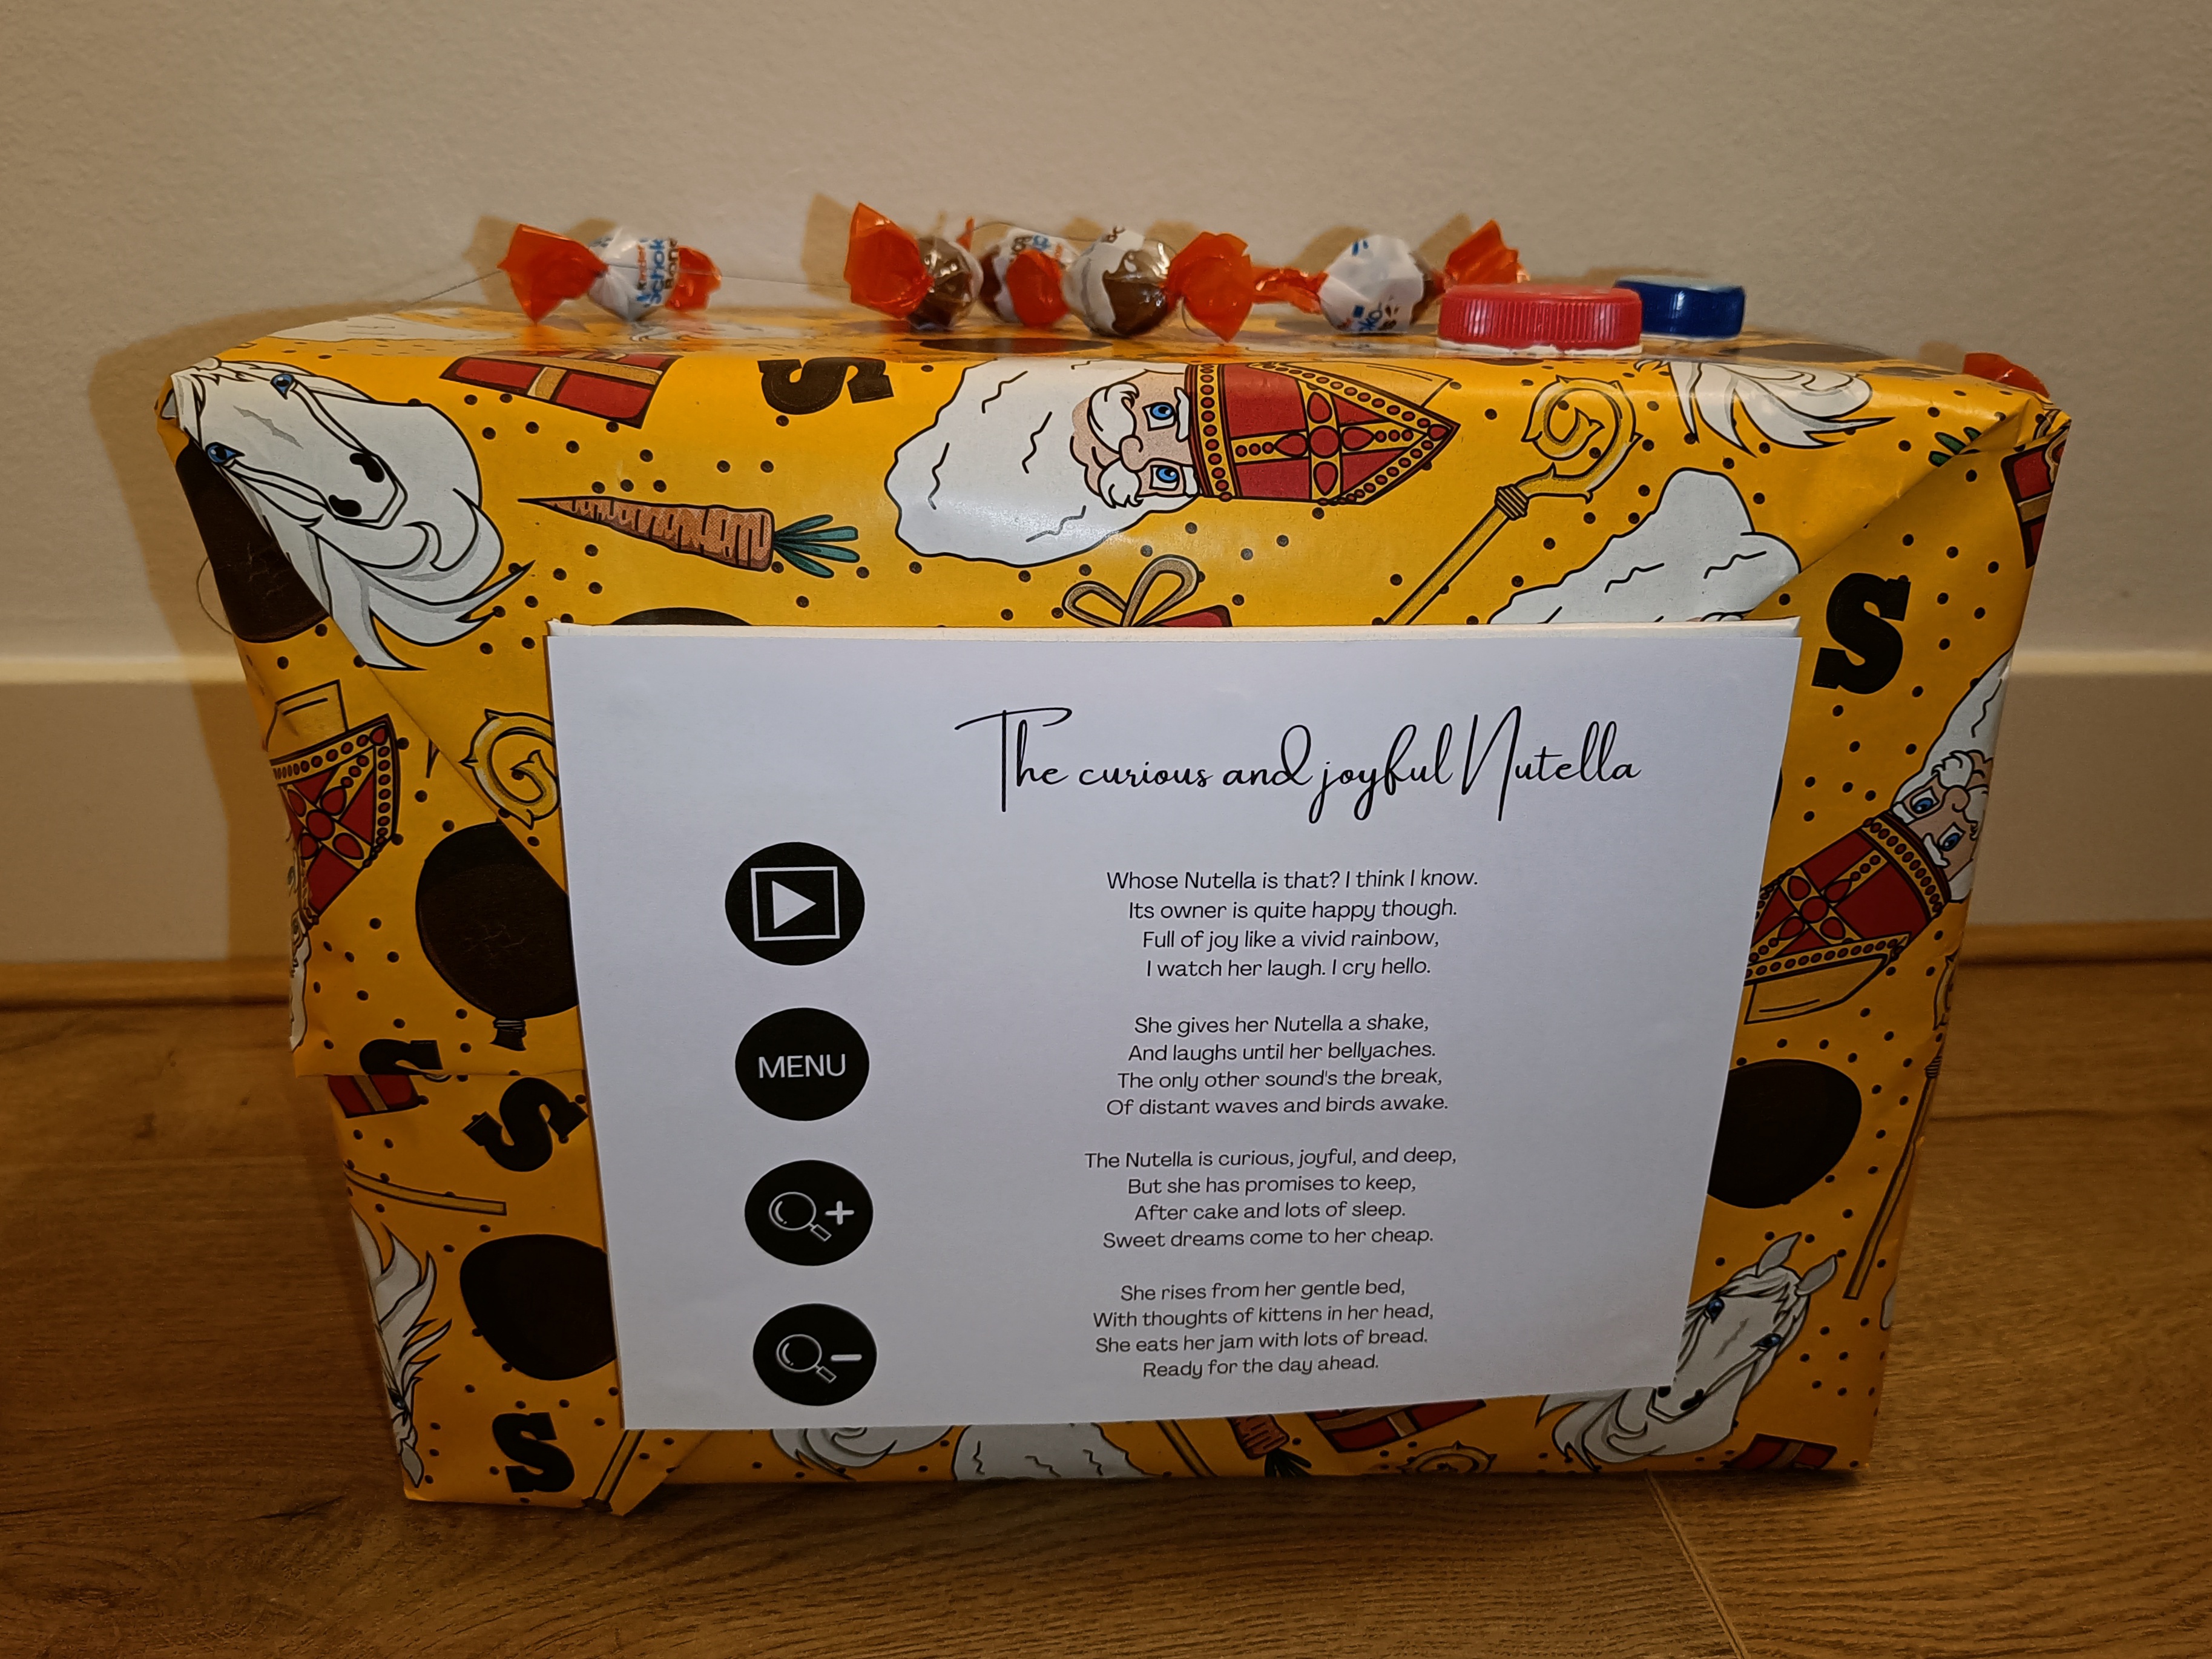 kinder
Schoko
Bons
S
S
The curious and joyful Nutella
Whose Nutella is that? I think I know.
Its owner is quite happy though.
Full of joy like a vivid rainbow,
I watch her laugh. I cry hello.
MENU
She gives her Nutella a shake,
And laughs until her bellyaches.
The only other sound's the break,
Of distant waves and birds awake.
The Nutella is curious, joyful, and deep,
But she has promises to keep,
After cake and lots of sleep.
Sweet dreams come to her cheap.
She rises from her gentle bed,
With thoughts of kittens in her head,
She eats her jam with lots of bread.
Ready for the day ahead.
S
S
S